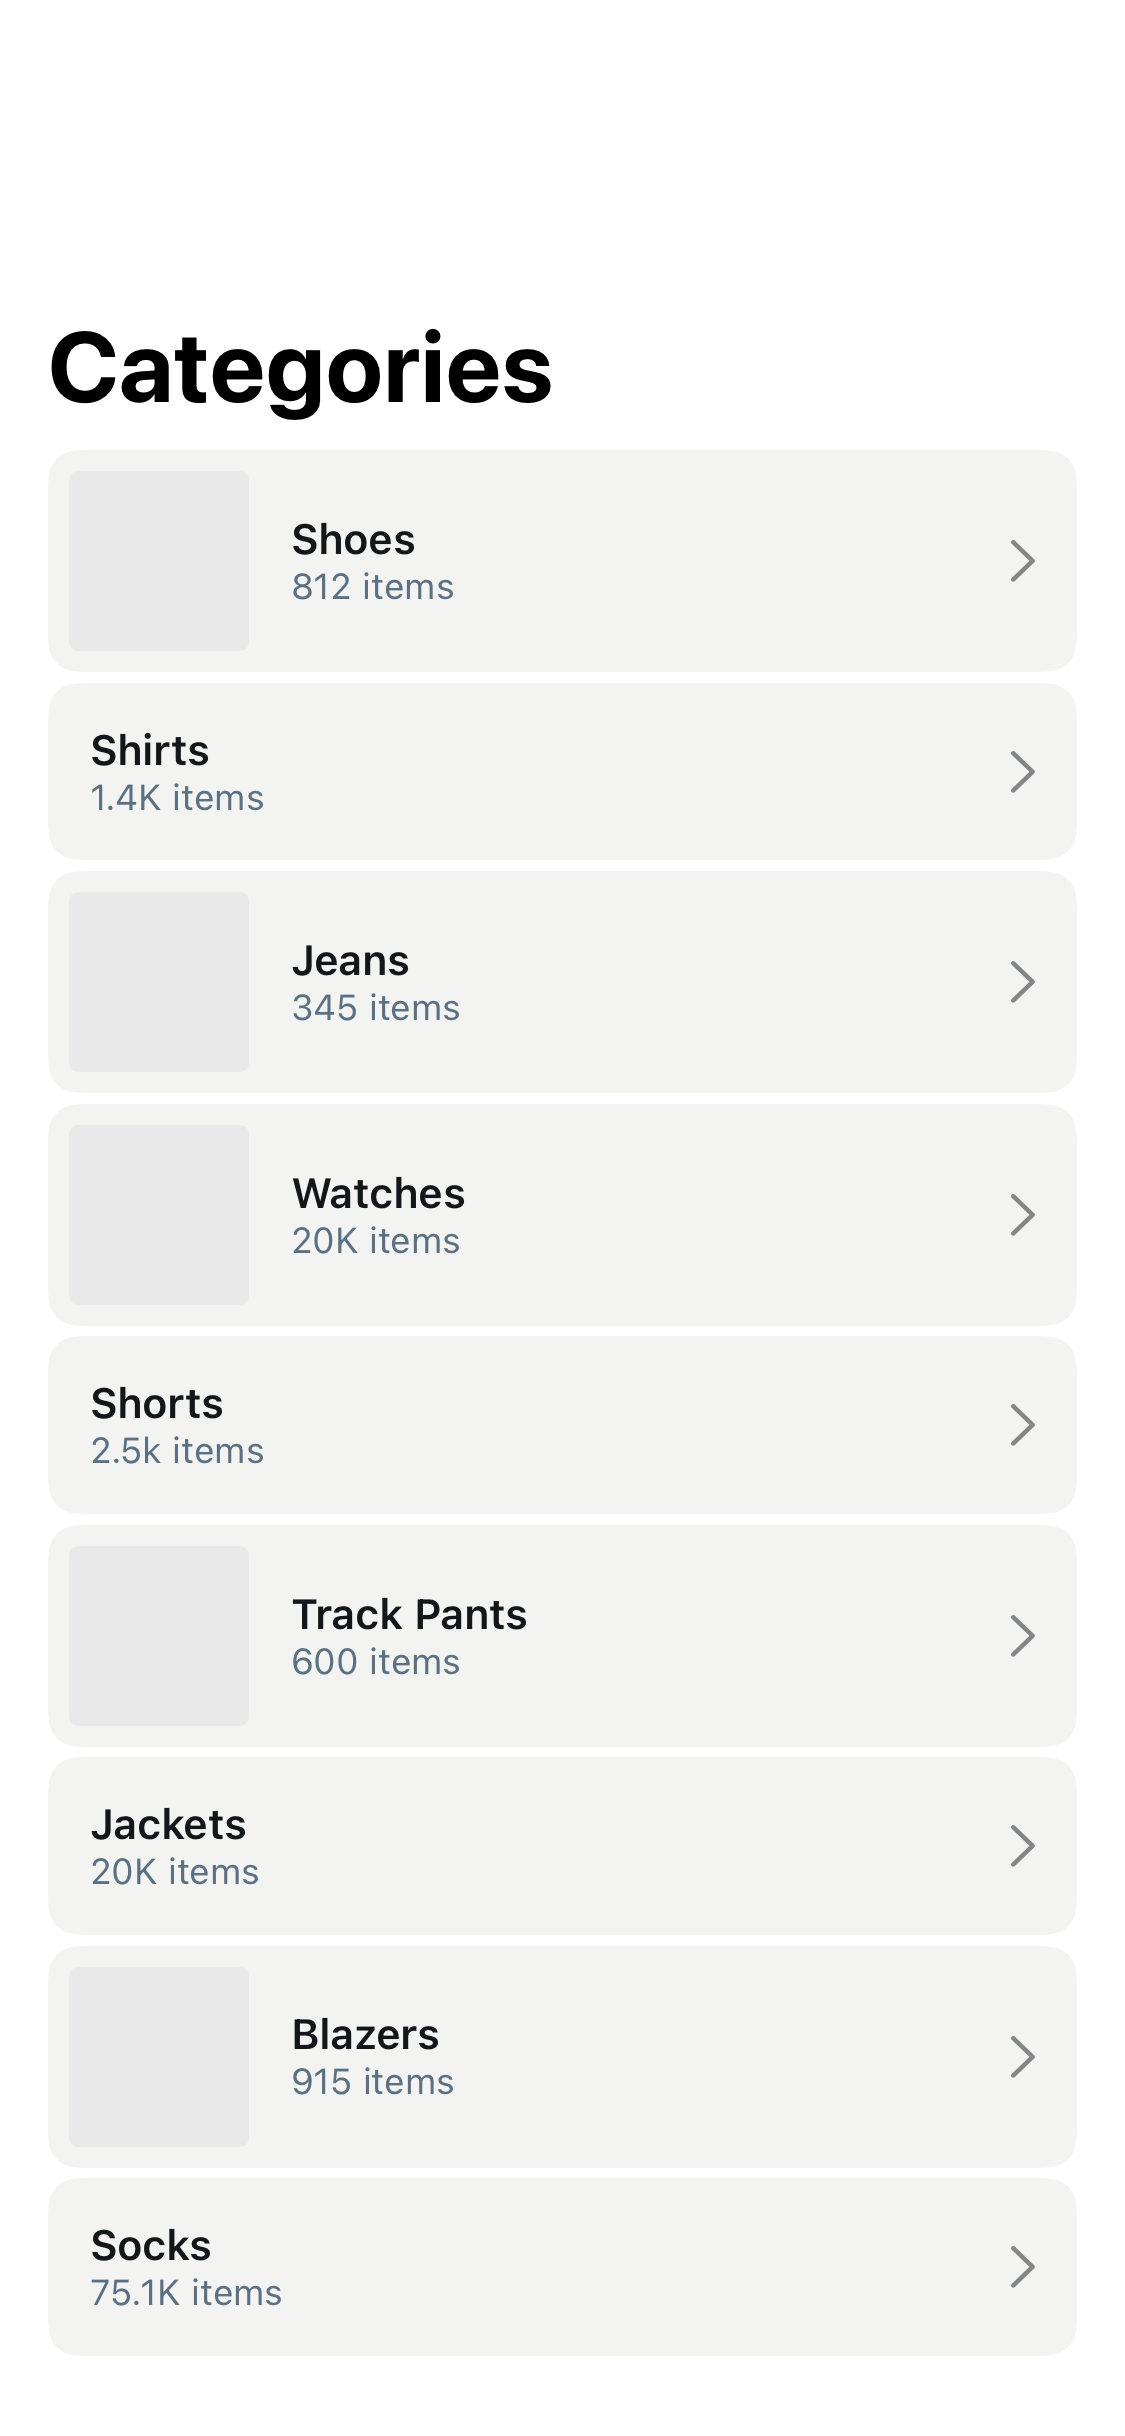 Categories
Shoes
812 items
Shirts
1.4K items
Jeans
345 items
Watches
20K items
Shorts
2.5k items
Track Pants
600 items
Jackets
20K items
Blazers
915 items
Socks
75.1K items